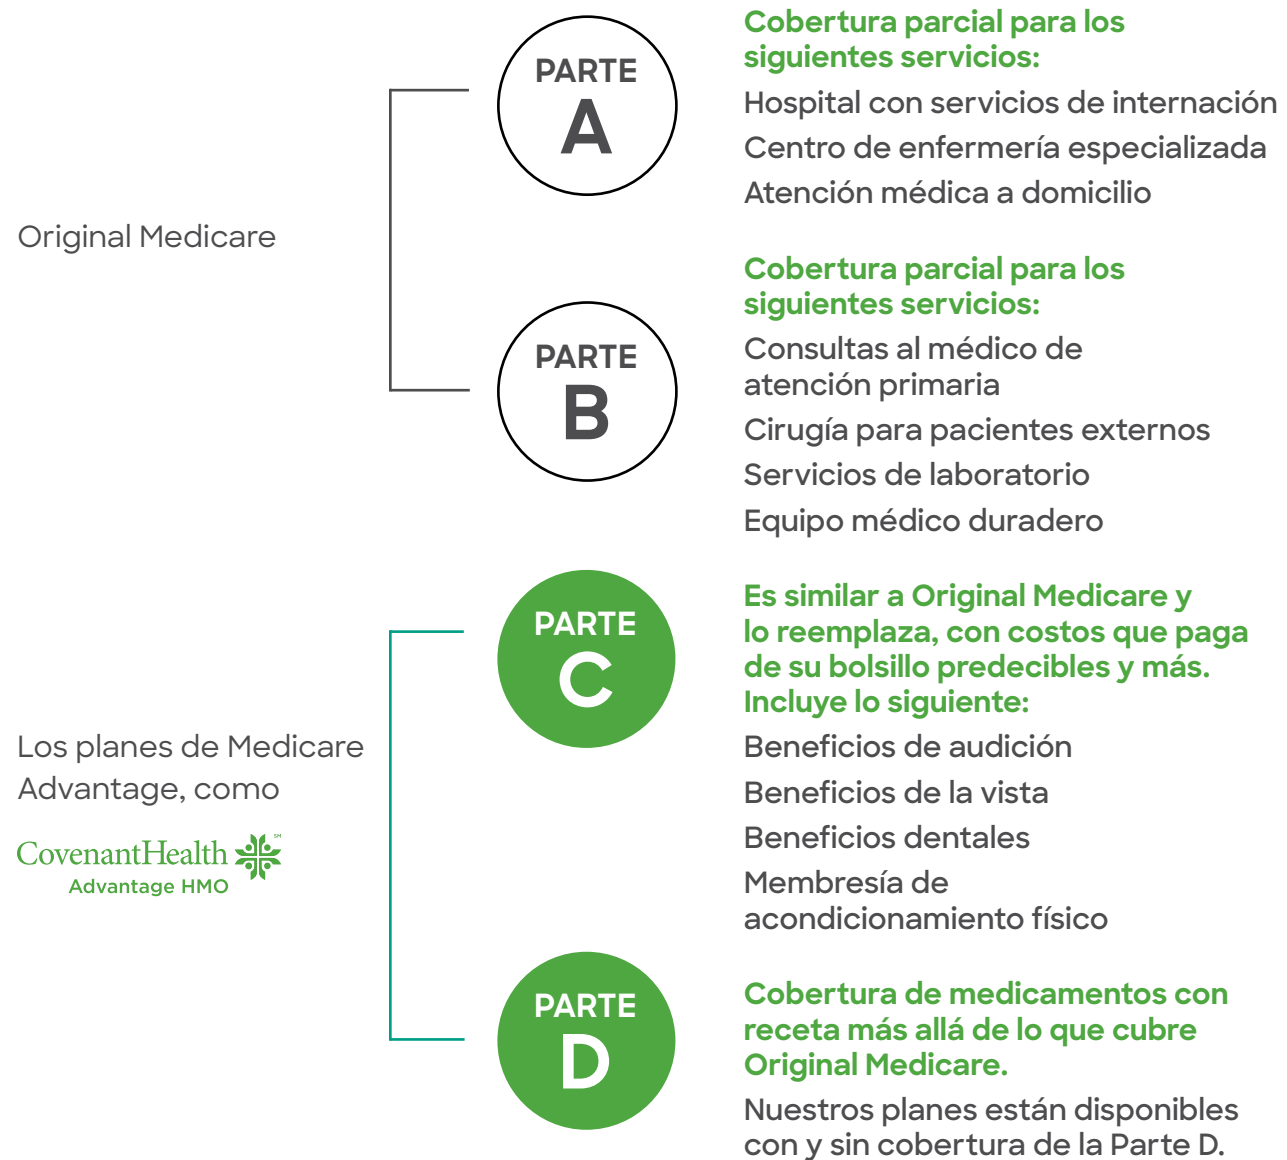 Original Medicare
PARTE
A
Cobertura parcial para los
siguientes servicios:
Hospital con servicios de internación
Centro de enfermería especializada
Atención médica a domicilio
PARTE
B
Cobertura parcial para los
siguientes servicios:
Consultas al médico de
atención primaria
Cirugía para pacientes externos
Servicios de laboratorio
Equipo médico duradero
Los planes de Medicare
Advantage, como
CovenantHealth SM
Advantage HMO
PARTE
C
Es similar a Original Medicare y
lo reemplaza, con costos que paga
de su bolsillo predecibles y más.
Incluye lo siguiente:
Beneficios de audición
Beneficios de la vista
Beneficios dentales
Membresía de
acondicionamiento físico
PARTE
D
Cobertura de medicamentos con
receta más allá de lo que cubre
Original Medicare.
Nuestros planes están disponibles
con y sin cobertura de la Parte D.